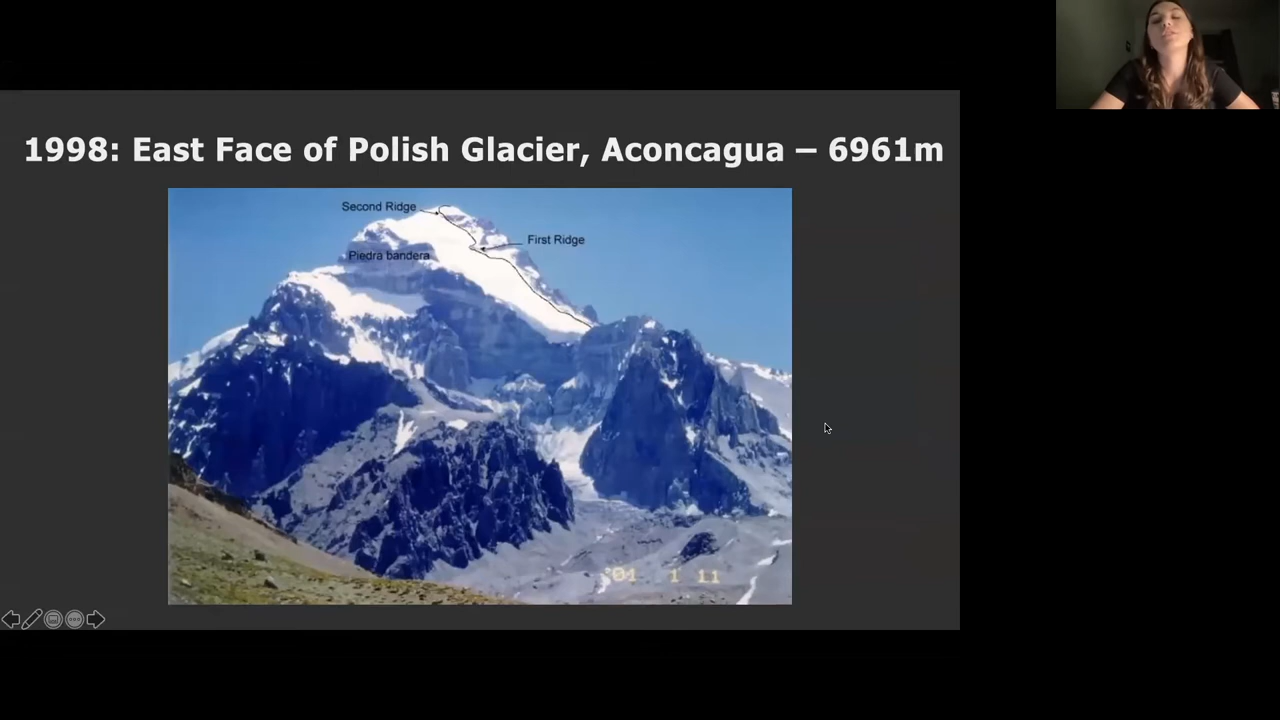 1998: East Face of Polish Glacier, Aconcagua – 6961m
Second Ridge
First Ridge
Piedra bandera
'01 1 11